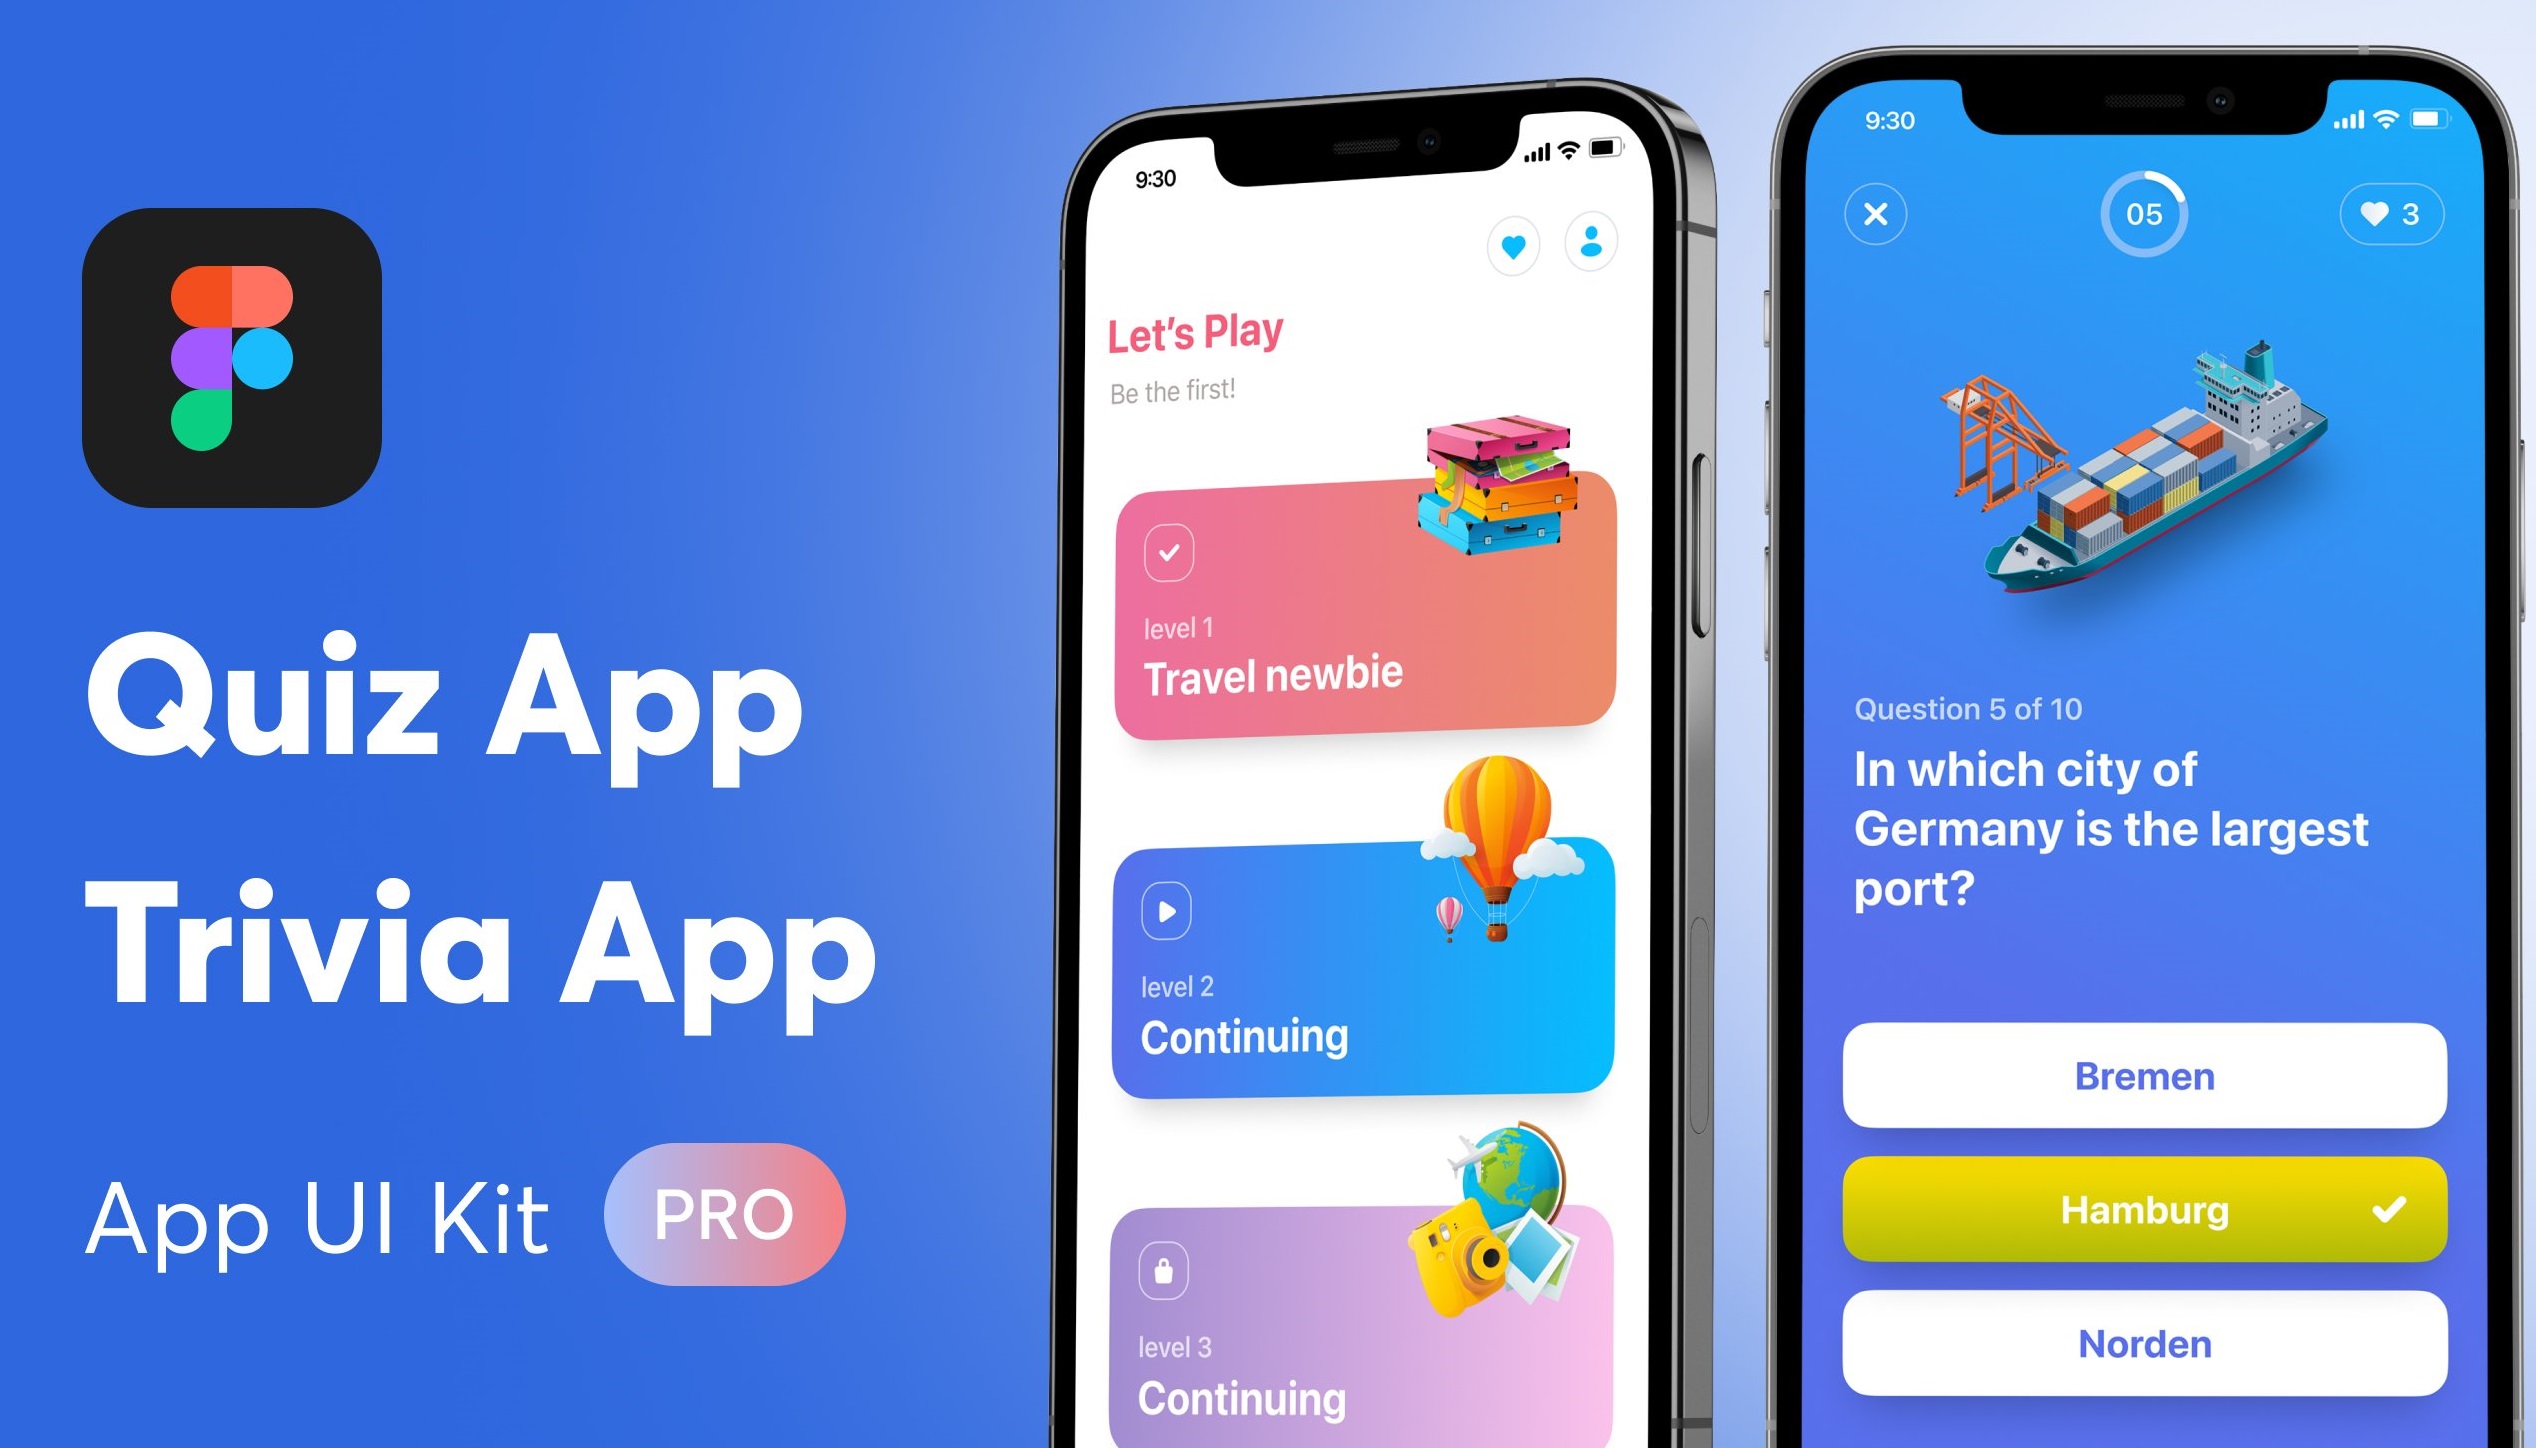 Quiz App
Trivia App
App UI Kit
PRO
9:30
Let's Play
Be the first!
level 1
Travel newbie
level 2
Continuing
level 3
Continuing
9:30
05
3
Question 5 of 10
In which city of
Germany is the largest
port?
Bremen
Hamburg
Norden